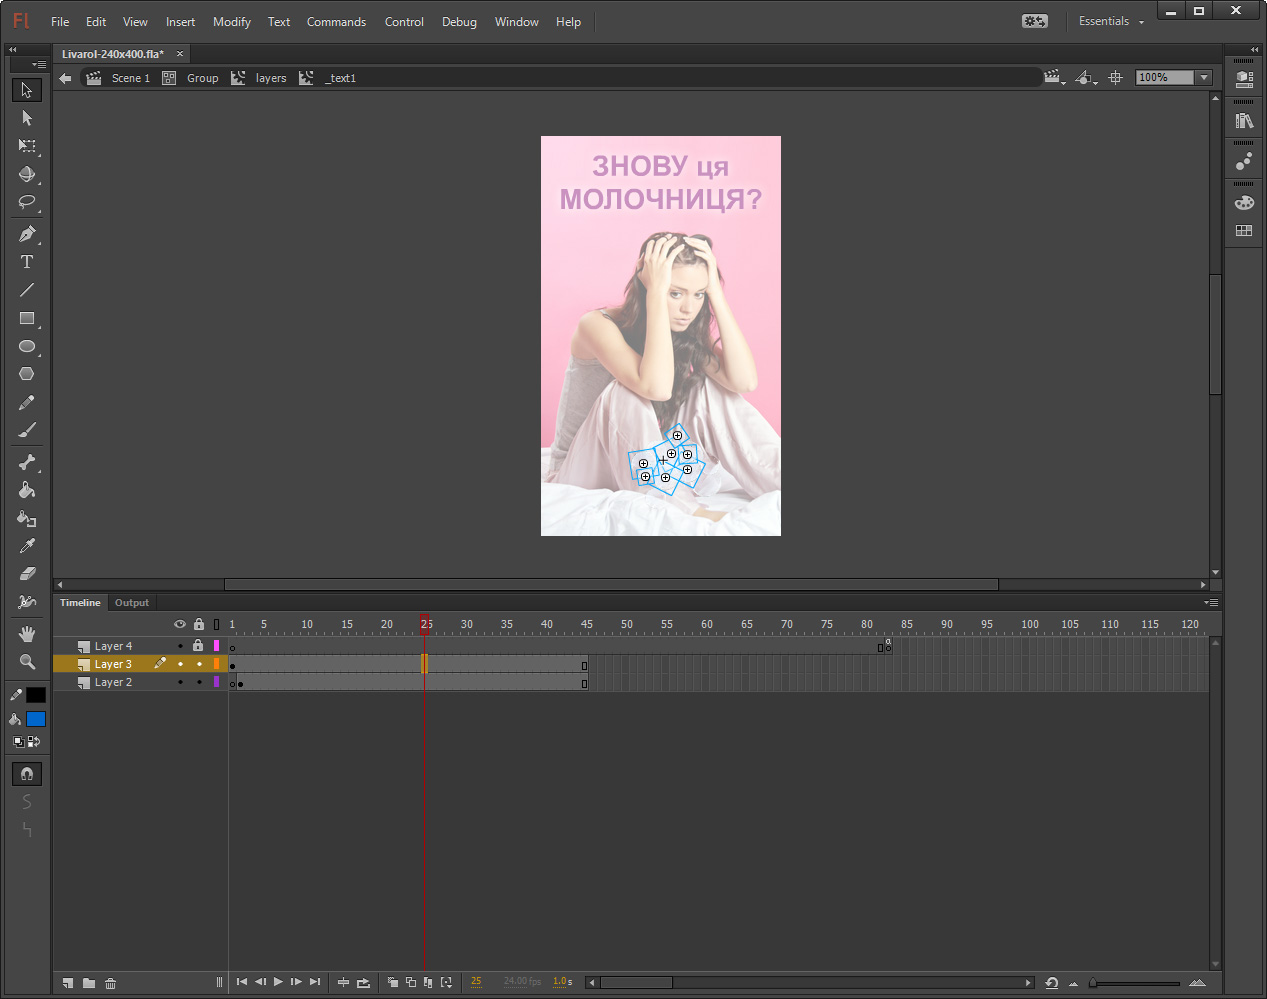 Fl File Edit View Insert Modify Text Commands Control Debug Window Help Essentials
Livarol-240x400.fla* ×
Scene 1 Group layers _text1 100%
ЗНОВУ ця
МОЛОЧНИЦЯ?
Timeline Output
1 5 10 15 20 25 30 35 40 45 50 55 60 65 70 75 80 85 90 95 100 105 110 115 120
Layer 4
Layer 3
Layer 2
25 24.00 fps 1.0 s